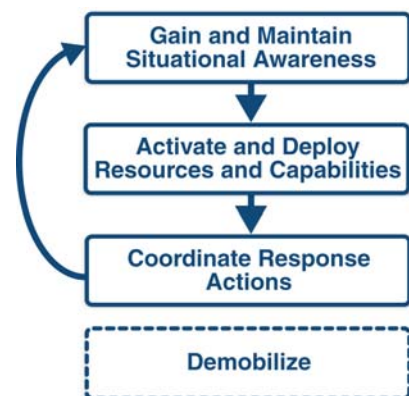 Gain and Maintain
Situational Awareness
Activate and Deploy
Resources and Capabilities
Coordinate Response
Actions
Demobilize